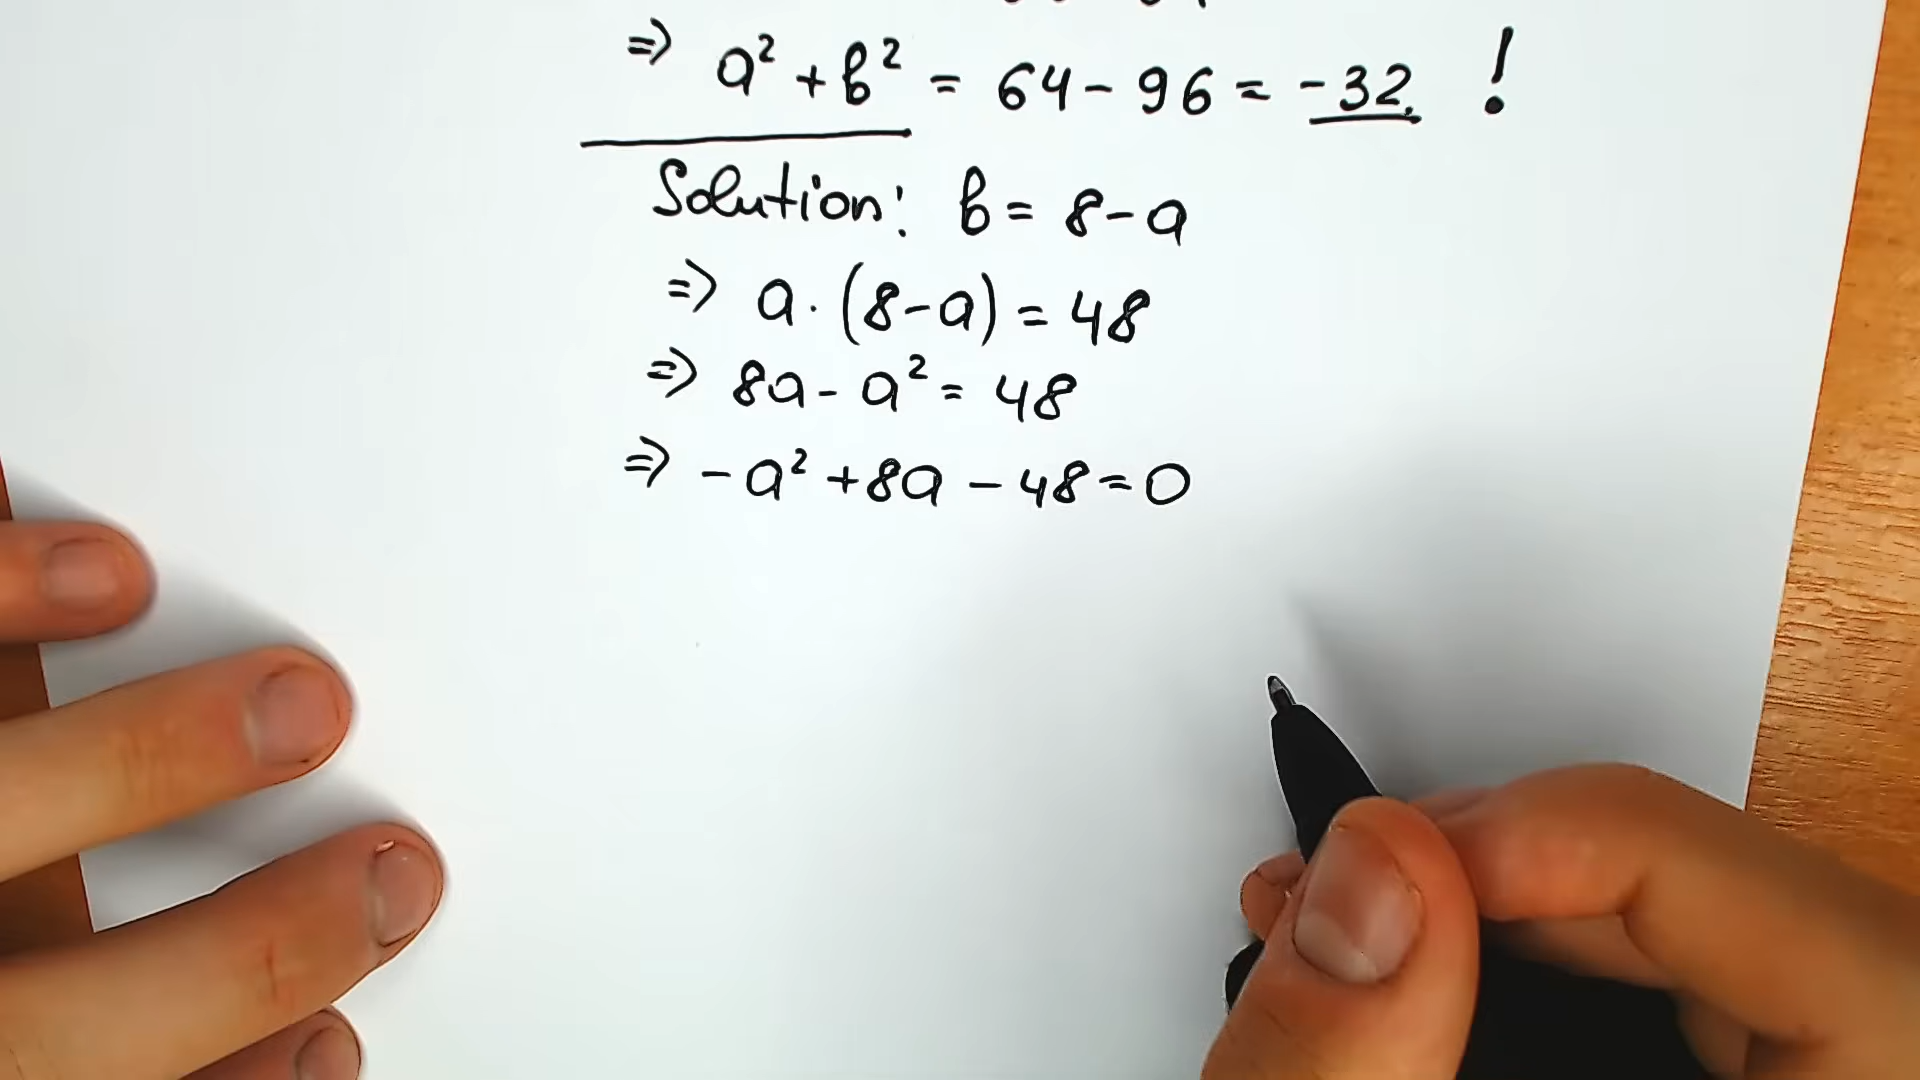 => a² + b² = 64 - 96 = -32. !
Solution: b = 8 - a
=> a · (8 - a) = 48
=> 8a - a² = 48
=> -a² + 8a - 48 = 0